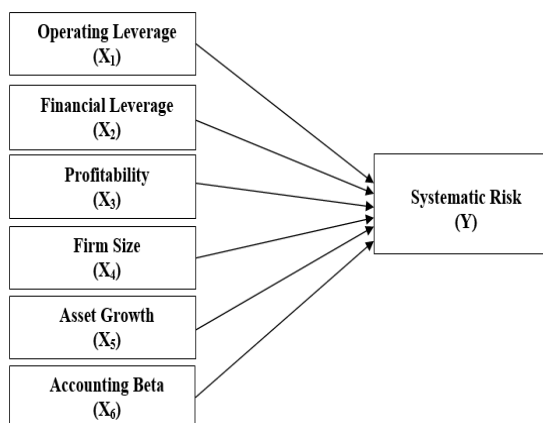 Operating Leverage
(X₁)
Financial Leverage
(X₂)
Profitability
(X₃)
Firm Size
(X₄)
Asset Growth
(X₅)
Accounting Beta
(X₆)
Systematic Risk
(Y)